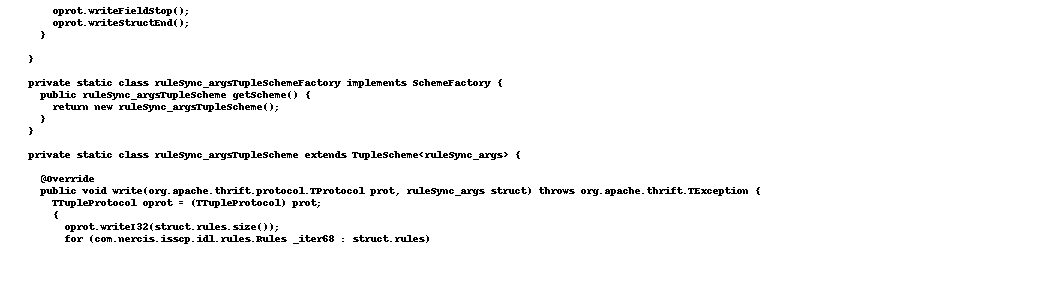 oprot.writeFieldStop();
oprot.writeStructEnd();
}
}
private static class ruleSync_argsTupleSchemeFactory implements SchemeFactory {
public ruleSync_argsTupleScheme getScheme() {
return new ruleSync_argsTupleScheme();
}
}
private static class ruleSync_argsTupleScheme extends TupleScheme<ruleSync_args> {
@Override
public void write(org.apache.thrift.protocol.TProtocol prot, ruleSync_args struct) throws org.apache.thrift.TException {
TTupleProtocol oprot = (TTupleProtocol) prot;
{
oprot.writeI32(struct.rules.size());
for (com.nercis.isscp.idl.rules.Rules _iter68 : struct.rules)